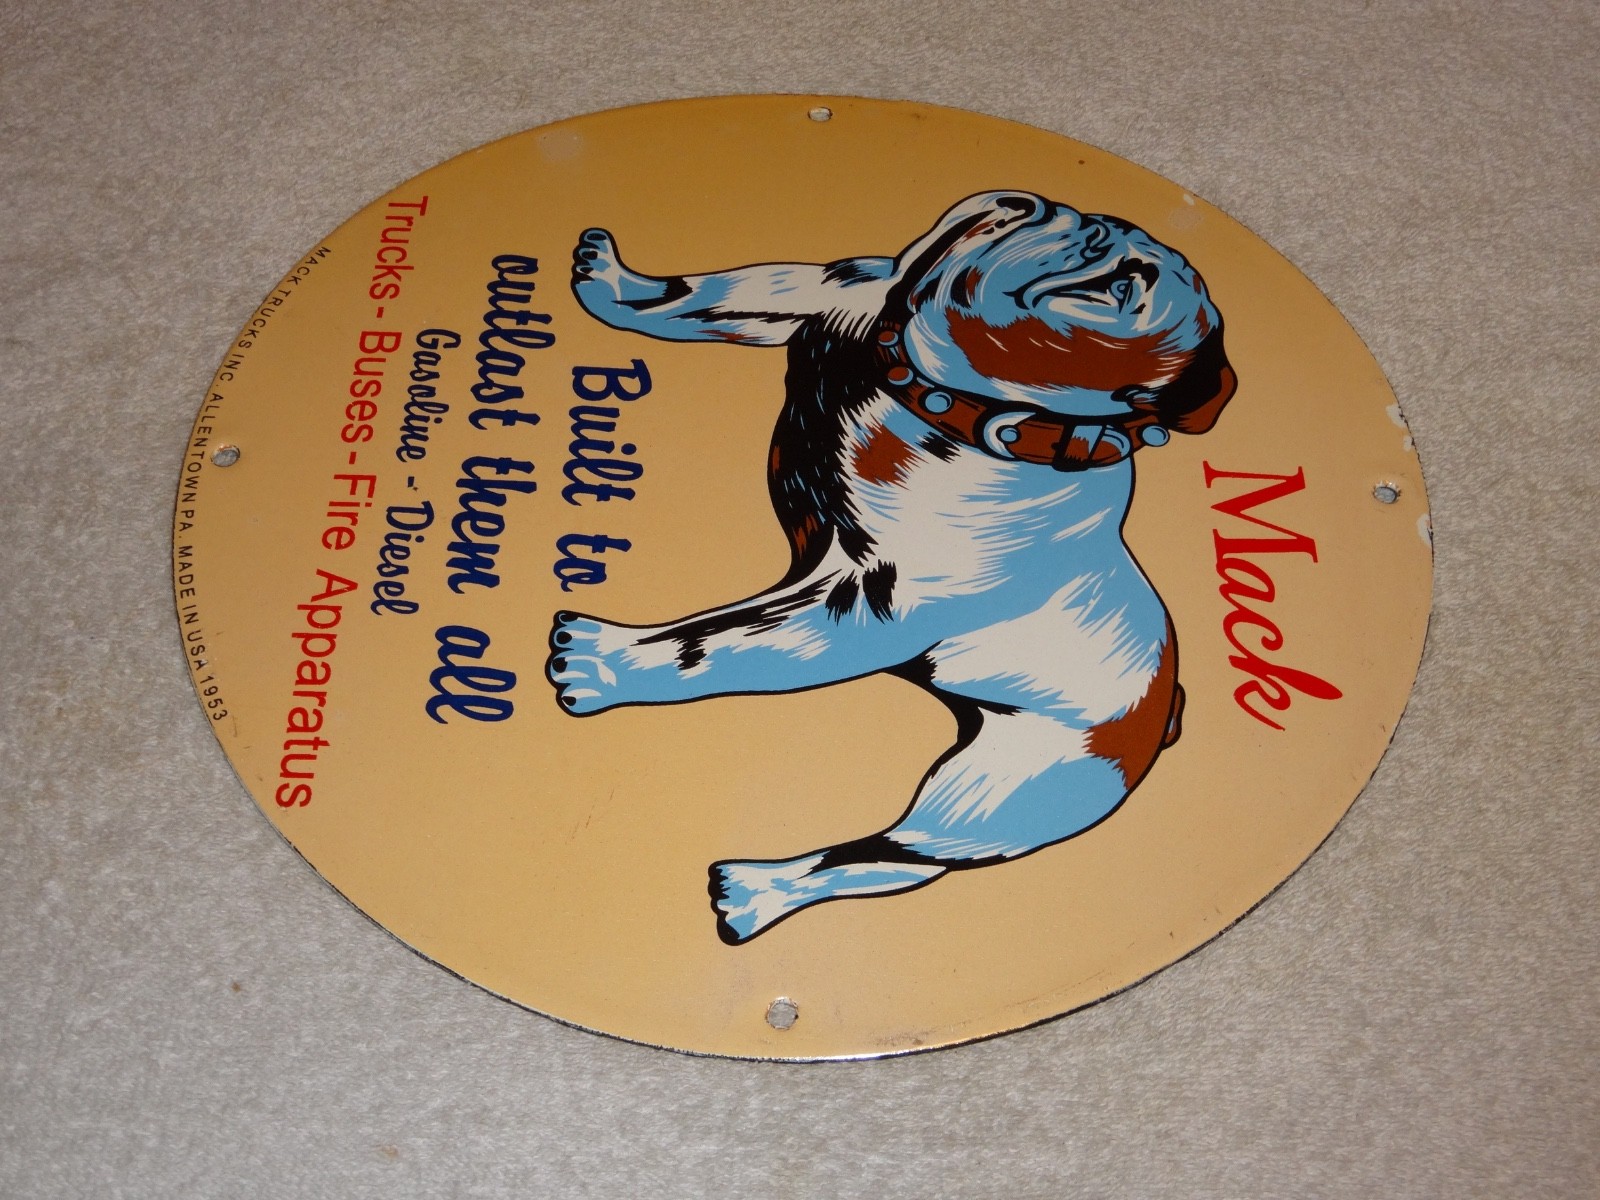 Mack
Built to
outlast them all
Gasoline - Diesel
Trucks - Buses - Fire Apparatus
MACK TRUCKS INC. ALLENTOWN PA. MADE IN USA 1953